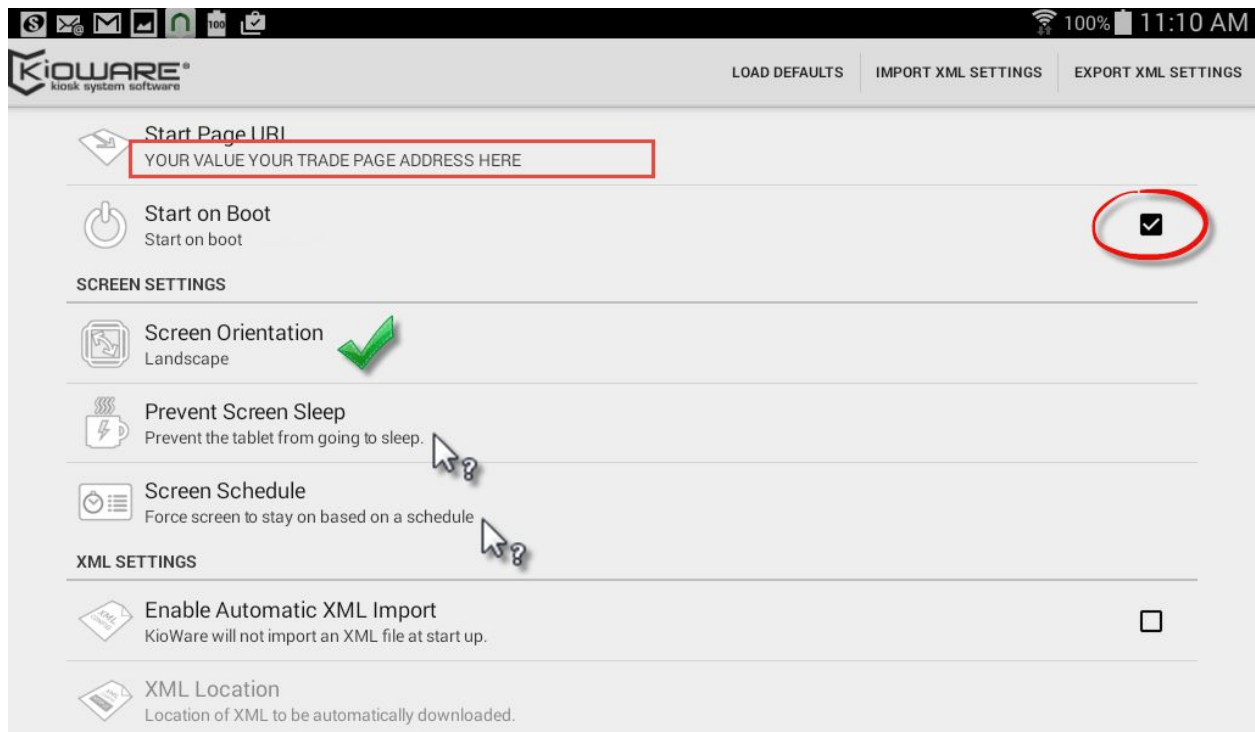 100
100% 11:10 AM
KIOWARE®
kiosk system software
LOAD DEFAULTS IMPORT XML SETTINGS EXPORT XML SETTINGS
Start Page URL
YOUR VALUE YOUR TRADE PAGE ADDRESS HERE
Start on Boot
Start on boot
SCREEN SETTINGS
Screen Orientation
Landscape
Prevent Screen Sleep
Prevent the tablet from going to sleep.
?
Screen Schedule
Force screen to stay on based on a schedule
?
XML SETTINGS
XML CONFIG
Enable Automatic XML Import
KioWare will not import an XML file at start up.
XML Location
Location of XML to be automatically downloaded.